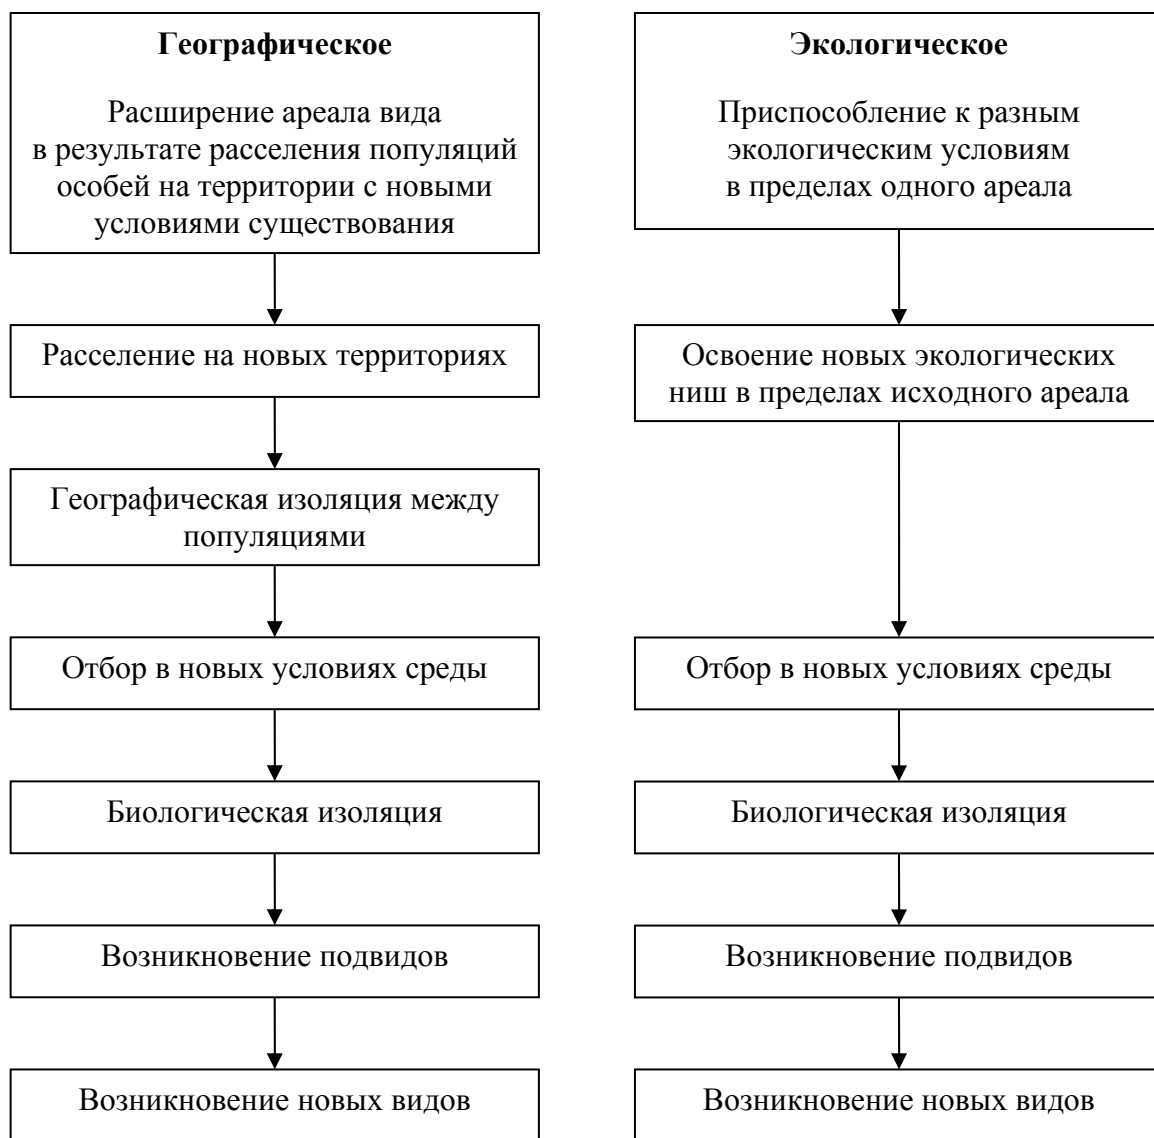 Географическое
Расширение ареала вида
в результате расселения популяций
особей на территории с новыми
условиями существования
Расселение на новых территориях
Географическая изоляция между
популяциями
Отбор в новых условиях среды
Биологическая изоляция
Возникновение подвидов
Возникновение новых видов
Экологическое
Приспособление к разным
экологическим условиям
в пределах одного ареала
Освоение новых экологических
ниш в пределах исходного ареала
Отбор в новых условиях среды
Биологическая изоляция
Возникновение подвидов
Возникновение новых видов